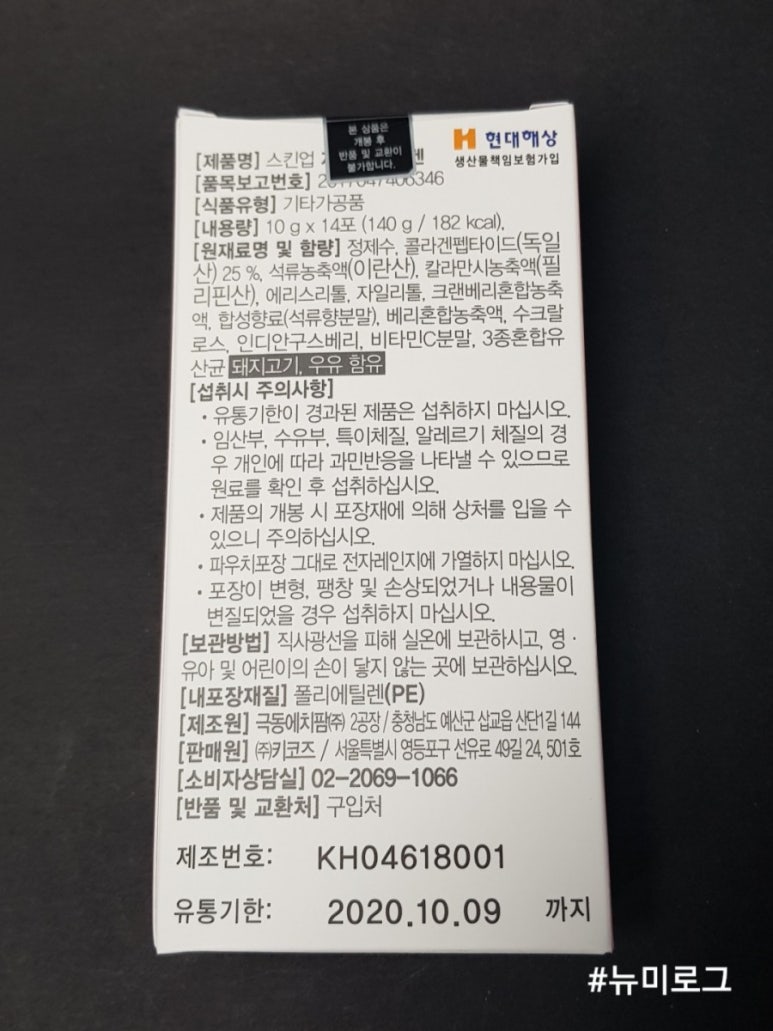 본 상품은
개봉 후
반품 및 교환이
불가합니다.
H 현대해상
생산물책임보험가입
[제품명] 스킨업
[품목보고번호]
[식품유형] 기타가공품
[내용량] 10 g x 14포 (140 g / 182 kcal),
[원재료명 및 함량] 정제수, 콜라겐펩타이드(독일
산) 25 %, 석류농축액(이란산), 칼라만시농축액(필
리핀산), 에리스리톨, 자일리톨, 크랜베리혼합농축
액, 합성향료(석류향분말), 베리혼합농축액, 수크랄
로스, 인디안구스베리, 비타민C분말, 3종혼합유
산균 돼지고기, 우유 함유
[섭취시 주의사항]
· 유통기한이 경과된 제품은 섭취하지 마십시오.
· 임산부, 수유부, 특이체질, 알레르기 체질의 경
우 개인에 따라 과민반응을 나타낼 수 있으므로
원료를 확인 후 섭취하십시오.
· 제품의 개봉 시 포장재에 의해 상처를 입을 수
있으니 주의하십시오.
· 파우치포장 그대로 전자레인지에 가열하지 마십시오.
· 포장이 변형, 팽창 및 손상되었거나 내용물이
변질되었을 경우 섭취하지 마십시오.
[보관방법] 직사광선을 피해 실온에 보관하시고, 영·
유아 및 어린이의 손이 닿지 않는 곳에 보관하십시오.
[내포장재질] 폴리에틸렌(PE)
[제조원] 극동에치팜㈜ 2공장 / 충청남도 예산군 삽교읍 산단1길 144
[판매원] ㈜키코즈 / 서울특별시 영등포구 선유로 49길 24, 501호
[소비자상담실] 02-2069-1066
[반품 및 교환처] 구입처
제조번호: KH04618001
유통기한: 2020.10.09 까지
#뉴미로그